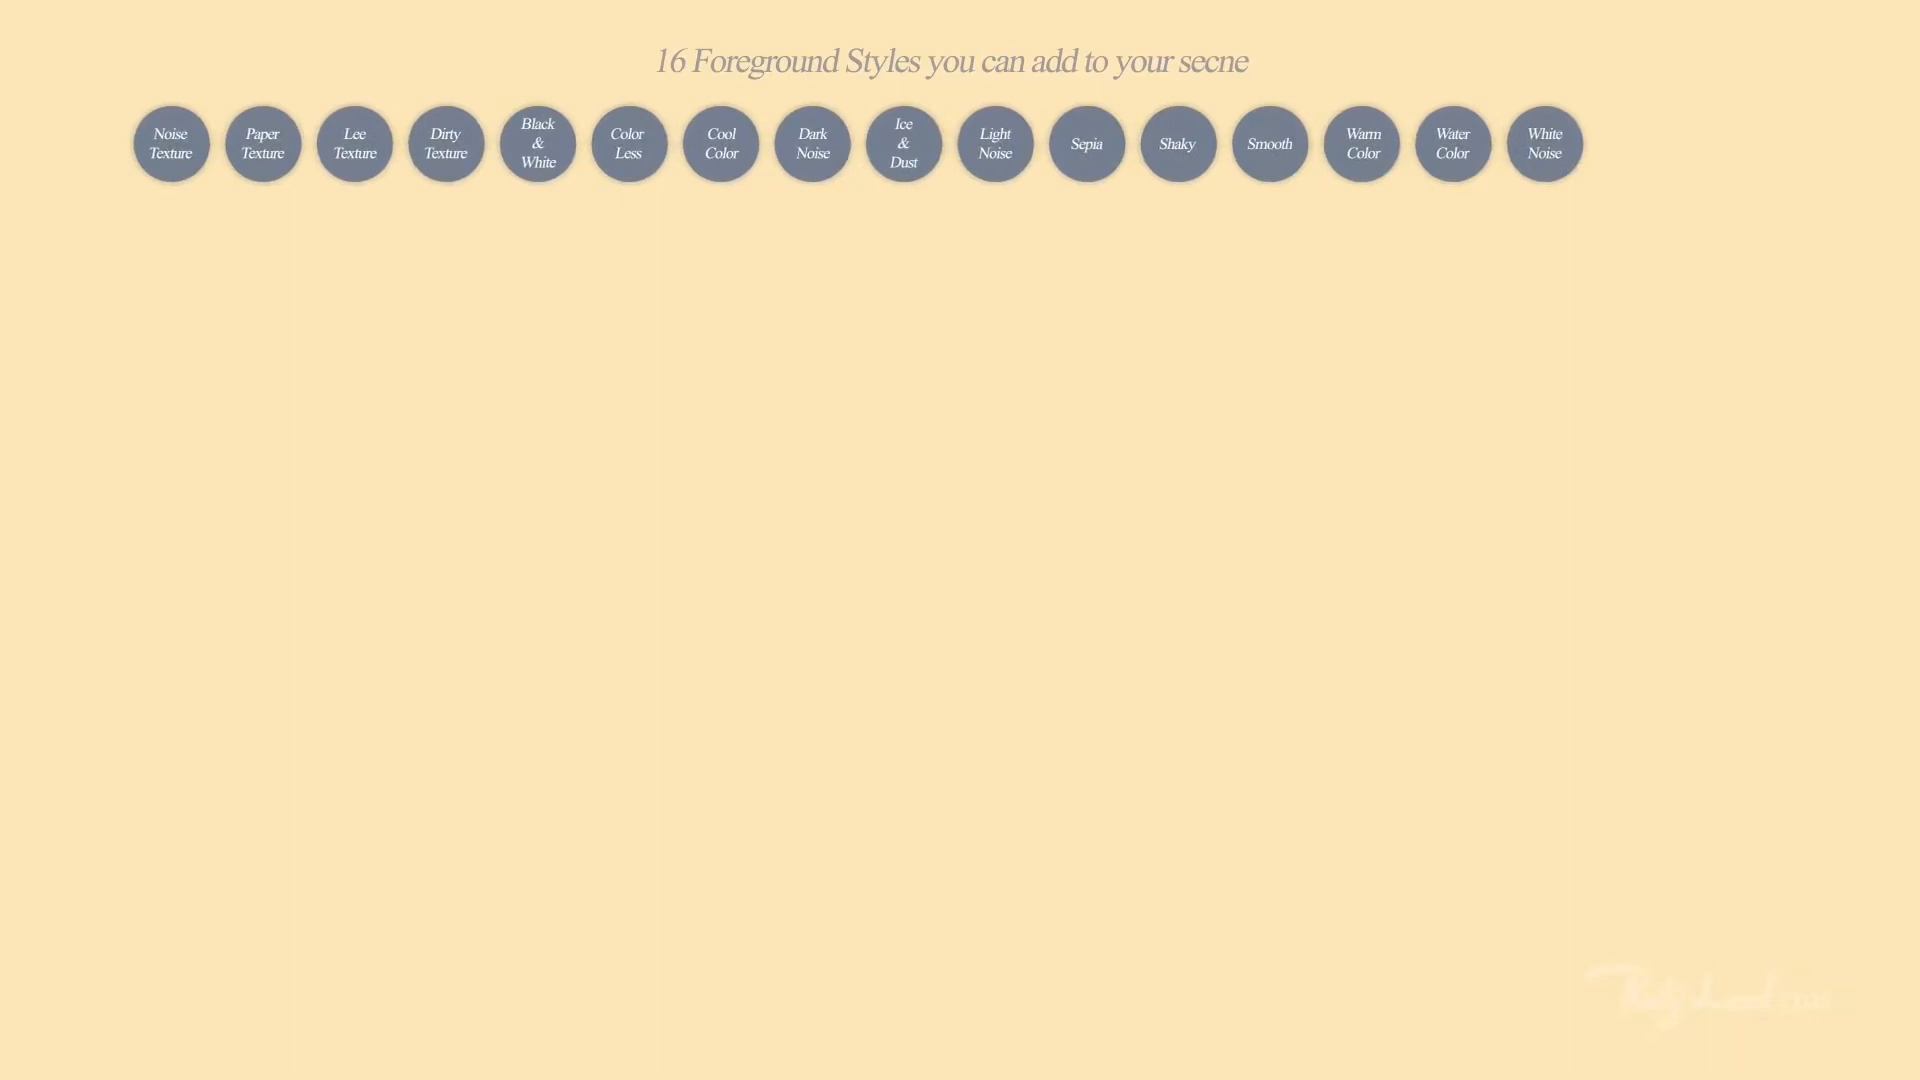 16 Foreground Styles you can add to your secne
Noise
Texture
Paper
Texture
Lee
Texture
Dirty
Texture
Black
&
White
Color
Less
Cool
Color
Dark
Noise
Ice
&
Dust
Light
Noise
Sepia
Shaky
Smooth
Warm
Color
Water
Color
White
Noise